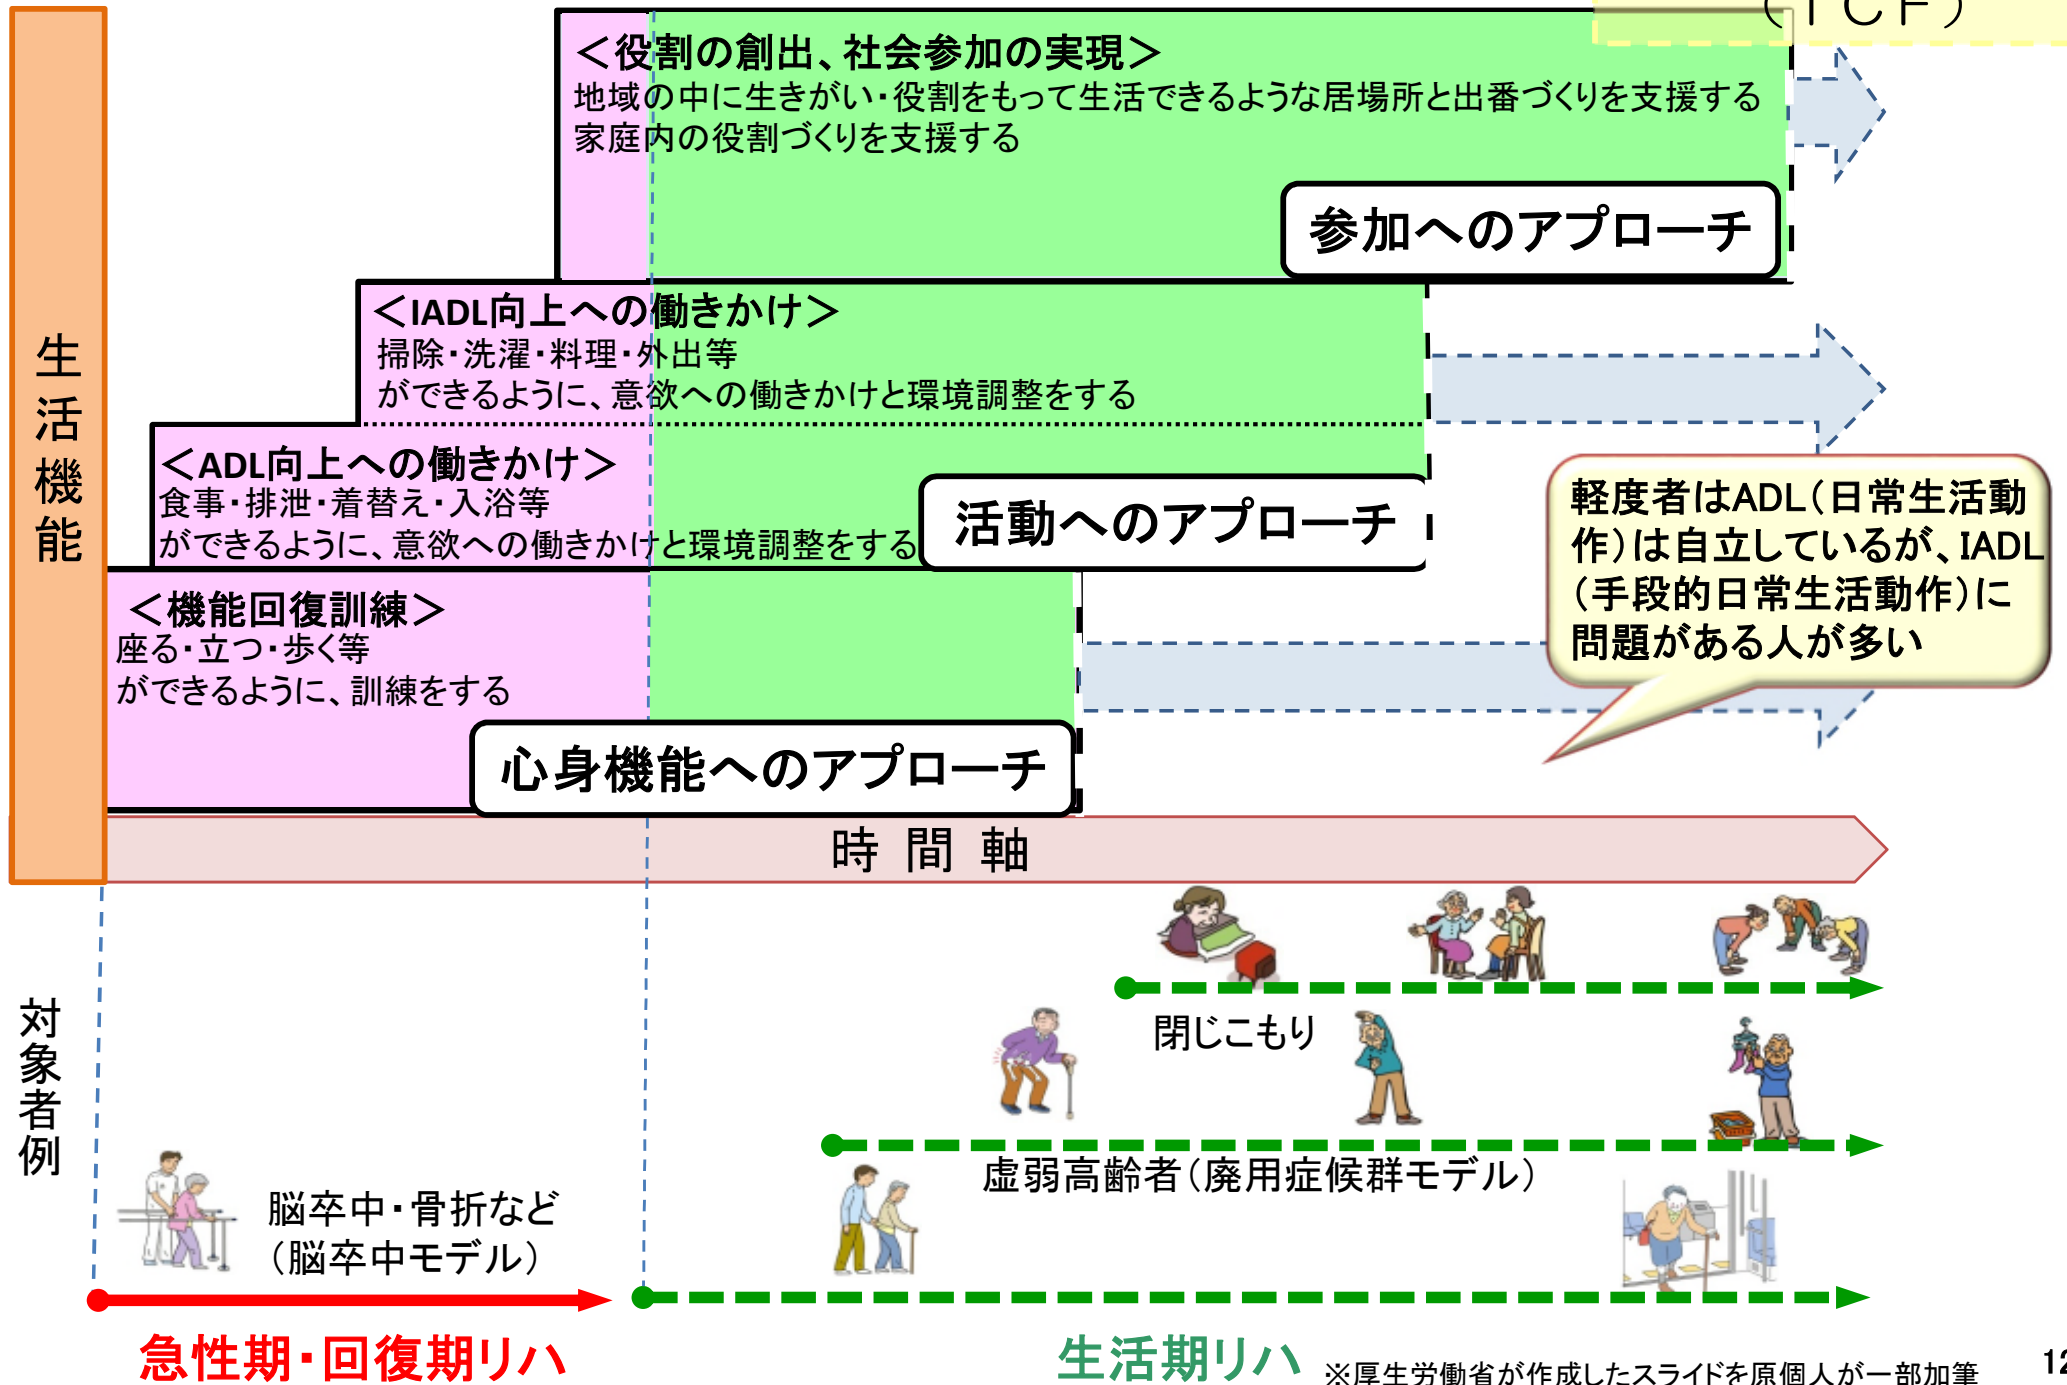 （ＩＣＦ）
＜役割の創出、社会参加の実現＞
地域の中に生きがい・役割をもって生活できるような居場所と出番づくりを支援する
家庭内の役割づくりを支援する
参加へのアプローチ
＜IADL向上への働きかけ＞
掃除・洗濯・料理・外出等
ができるように、意欲への働きかけと環境調整をする
生活機能
＜ADL向上への働きかけ＞
食事・排泄・着替え・入浴等
ができるように、意欲への働きかけと環境調整をする
活動へのアプローチ
軽度者はADL（日常生活動
作）は自立しているが、IADL
（手段的日常生活動作）に
問題がある人が多い
＜機能回復訓練＞
座る・立つ・歩く等
ができるように、訓練をする
心身機能へのアプローチ
時間軸
対象者例
閉じこもり
虚弱高齢者（廃用症候群モデル）
脳卒中・骨折など
（脳卒中モデル）
急性期・回復期リハ
生活期リハ
※厚生労働省が作成したスライドを原個人が一部加筆
12